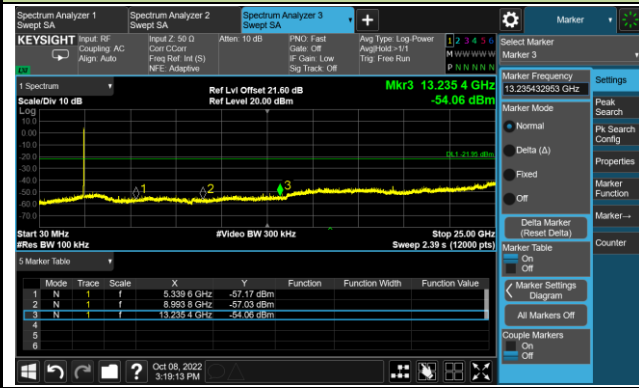 Spectrum Analyzer 1
Swept SA
Spectrum Analyzer 2
Swept SA
Spectrum Analyzer 3
Swept SA
Marker
KEYSIGHT
Input: RF
Coupling: AC
Align: Auto
Input Z: 50 Ω
Corr CCorr
Freq Ref: Int (S)
NFE: Adaptive
Atten: 10 dB
PNO: Fast
Gate: Off
IF Gain: Low
Sig Track: Off
Avg Type: Log-Power
Avg|Hold:>1/1
Trig: Free Run
1 2 3 4 5 6
M W W W W W
P N N N N N
Select Marker
Marker 3
1 Spectrum
Scale/Div 10 dB
Log
Ref Lvl Offset 21.60 dB
Ref Level 20.00 dBm
Mkr3 13.235 4 GHz
-54.06 dBm
10.0
0.00
-10.0
-20.0
-30.0
-40.0
-50.0
-60.0
-70.0
DL1 -21.95 dBm
1
2
3
Start 30 MHz
#Res BW 100 kHz
#Video BW 300 kHz
Stop 25.00 GHz
Sweep 2.39 s (12000 pts)
5 Marker Table
Mode Trace Scale X Y Function Function Width Function Value
1 N 1 f 5.339 6 GHz -57.17 dBm
2 N 1 f 8.993 8 GHz -57.03 dBm
3 N 1 f 13.235 4 GHz -54.06 dBm
4
5
6
Marker Frequency
13.235432953 GHz
Marker Mode
Normal
Delta (Δ)
Fixed
Off
Delta Marker
(Reset Delta)
Marker Table
On
Off
Marker Settings
Diagram
All Markers Off
Couple Markers
On
Off
Settings
Peak
Search
Pk Search
Config
Properties
Marker
Function
Marker→
Counter
Oct 08, 2022
3:19:13 PM